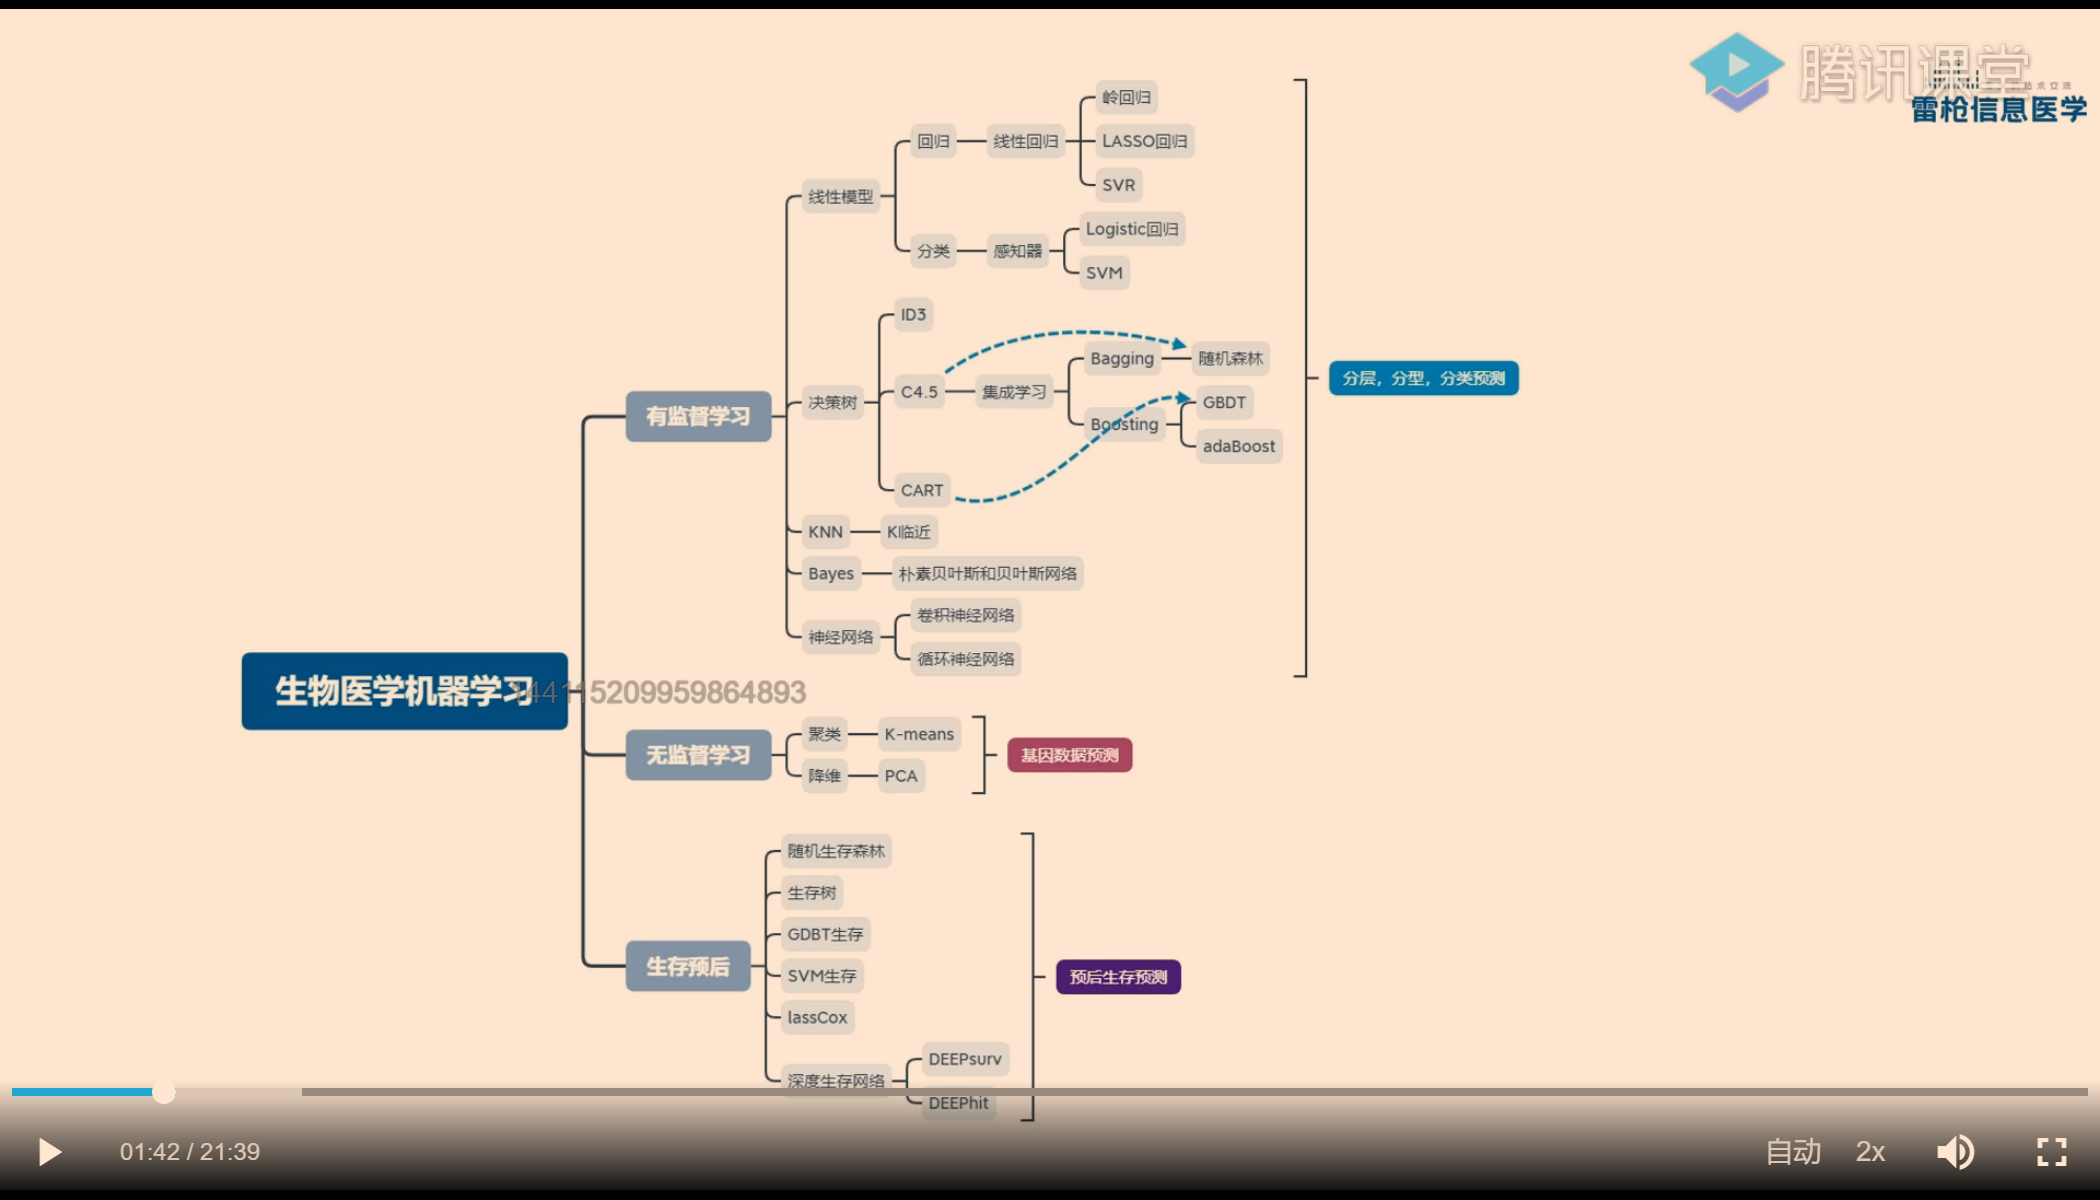 腾讯课堂
雷枪信息医学
岭回归
回归
线性回归
LASSO回归
SVR
线性模型
Logistic回归
分类
感知器
SVM
ID3
Bagging
随机森林
分层，分型，分类预测
C4.5
集成学习
决策树
GBDT
有监督学习
Boosting
adaBoost
CART
KNN
K临近
Bayes
朴素贝叶斯和贝叶斯网络
卷积神经网络
神经网络
循环神经网络
生物医学机器学习
144115209959864893
聚类
K-means
无监督学习
基因数据预测
降维
PCA
随机生存森林
生存树
GDBT生存
生存预后
SVM生存
预后生存预测
lassCox
DEEPsurv
深度生存网络
DEEPhit
01:42 / 21:39
自动
2x